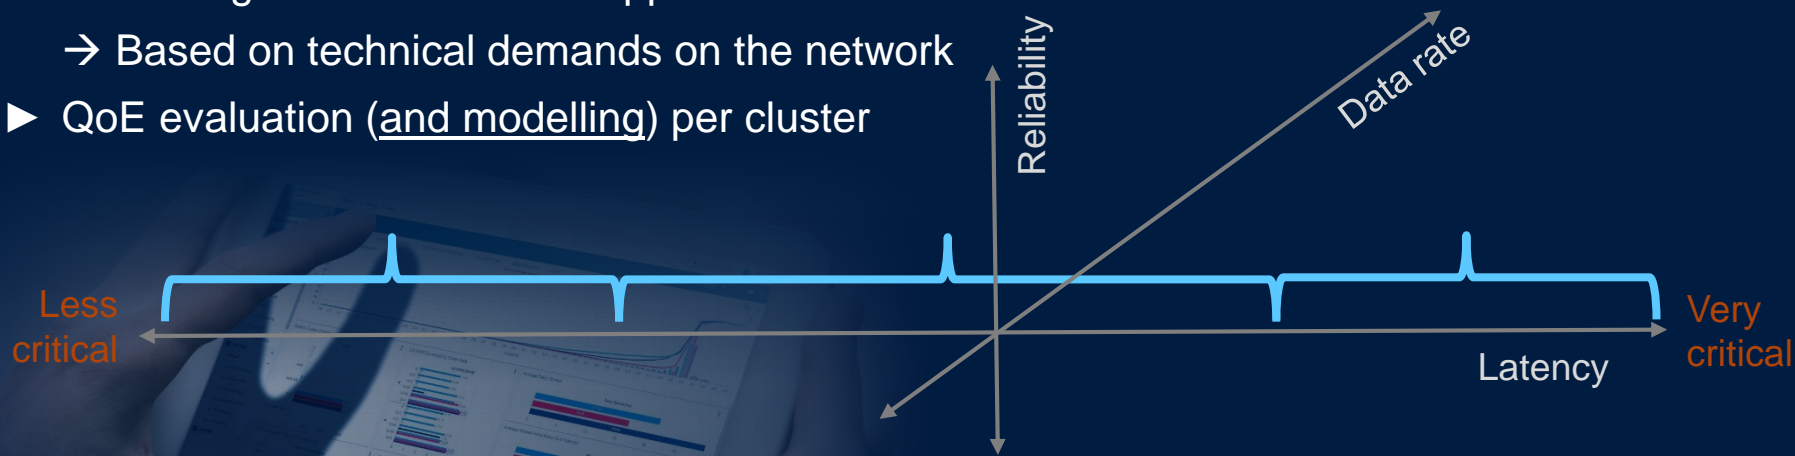 → Based on technical demands on the network
► QoE evaluation (and modelling) per cluster
Reliability
Data rate
Less
critical
Very
critical
Latency